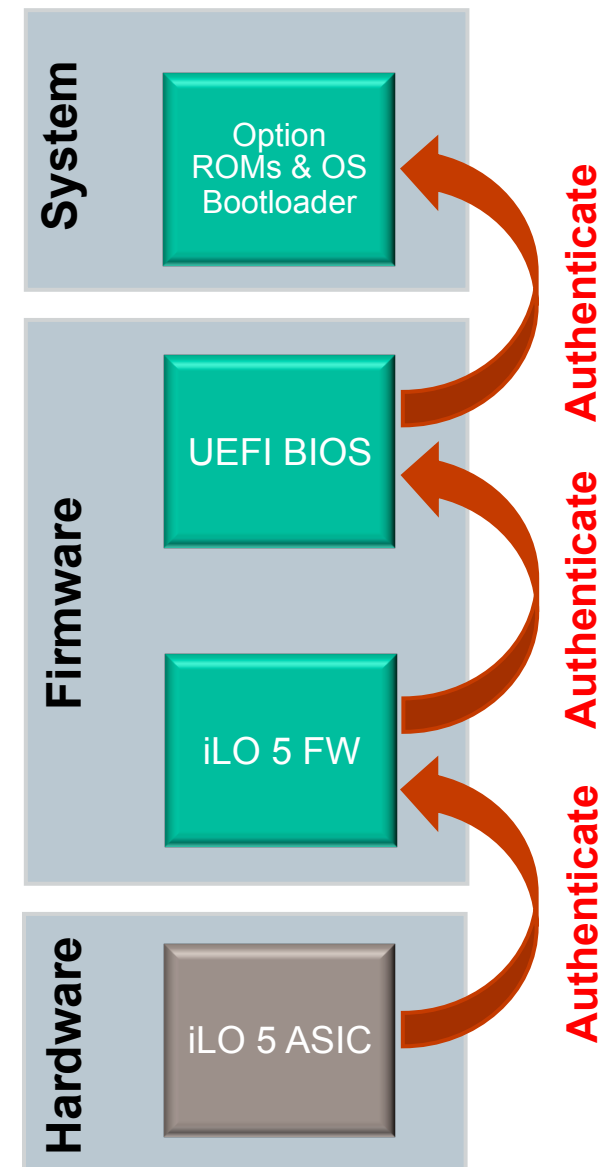 System
Option
ROMs & OS
Bootloader
Authenticate
Firmware
UEFI BIOS
Authenticate
iLO 5 FW
Authenticate
Hardware
iLO 5 ASIC